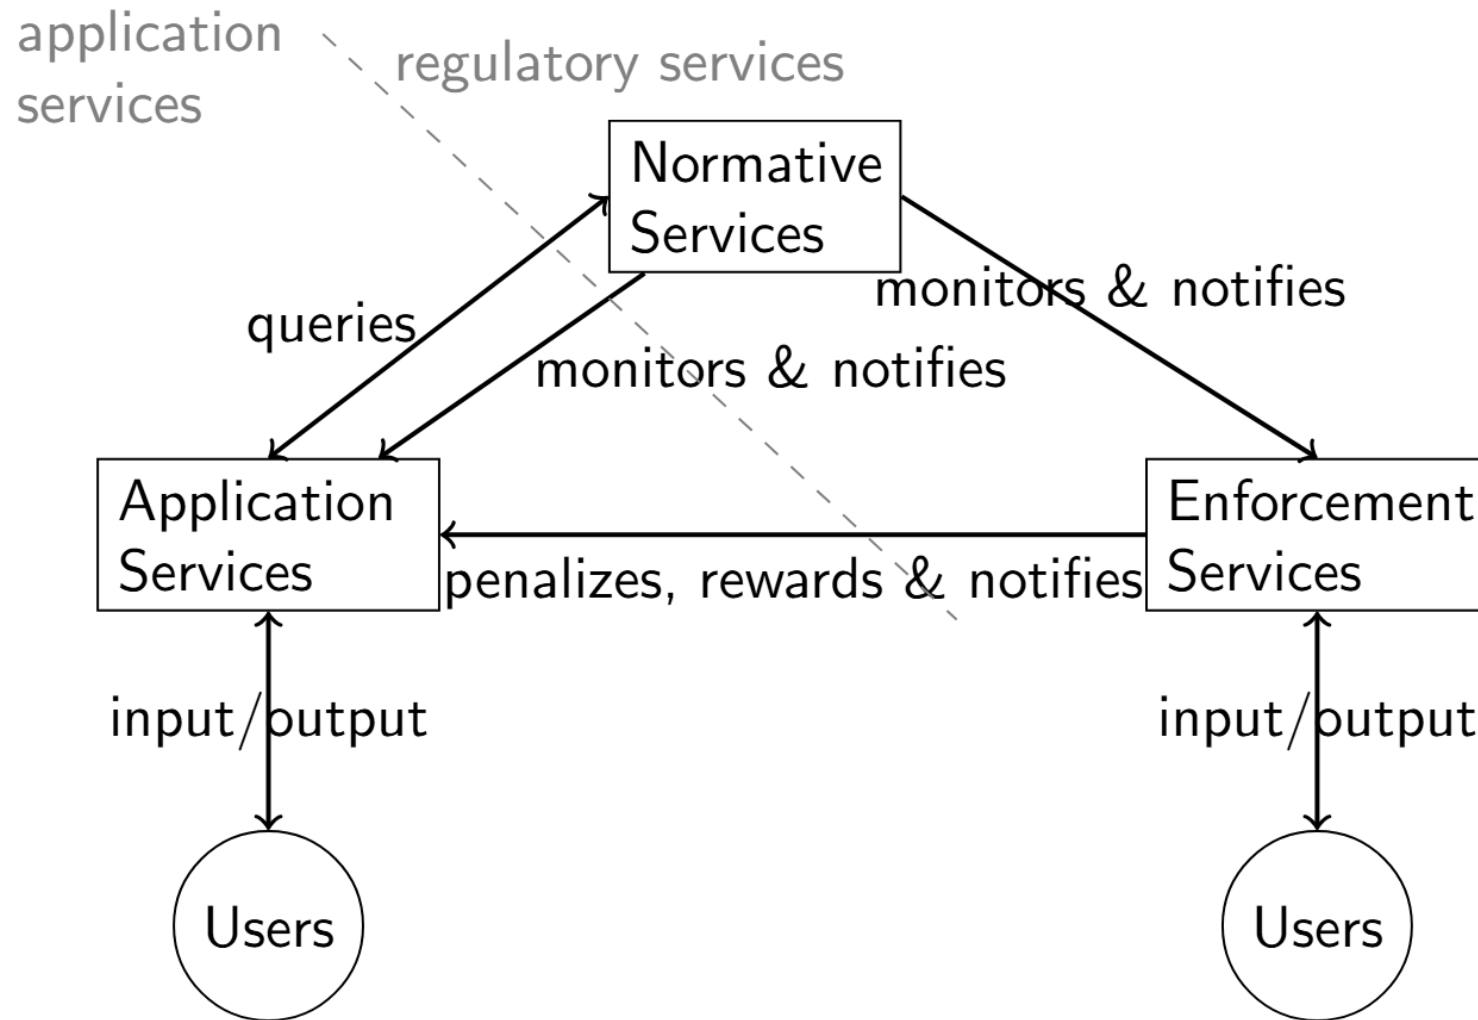 application
services
regulatory services
Normative
Services
queries
monitors & notifies
monitors & notifies
Application
Services
penalizes, rewards & notifies
Enforcement
Services
input/output
input/output
Users
Users